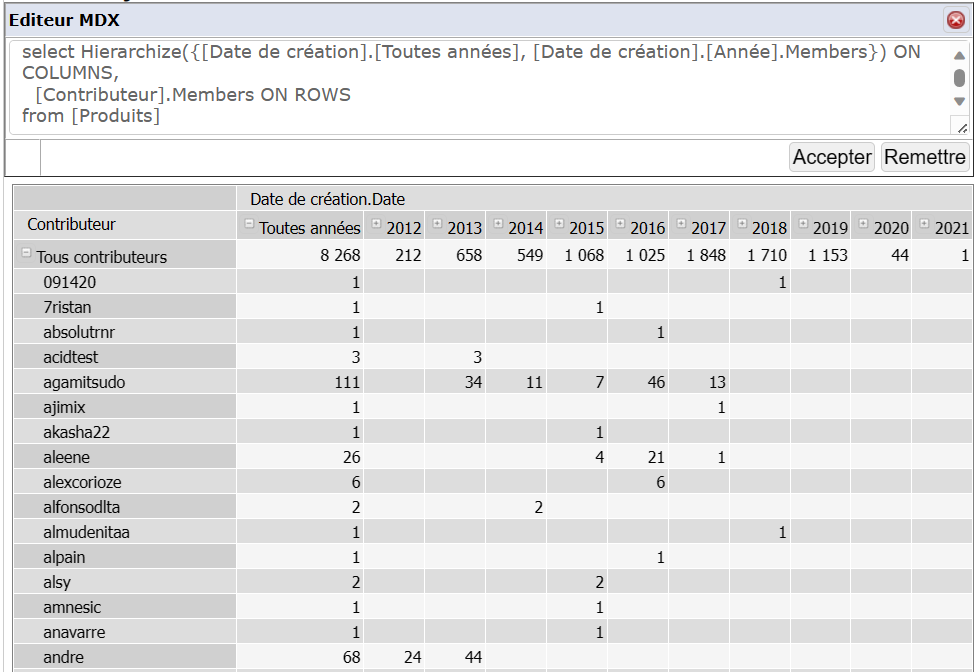 Editeur MDX
select Hierarchize({[Date de création].[Toutes années], [Date de création].[Année].Members}) ON
COLUMNS,
[Contributeur].Members ON ROWS
from [Produits]
Accepter Remettre
Date de création.Date
Contributeur Toutes années 2012 2013 2014 2015 2016 2017 2018 2019 2020 2021
Tous contributeurs 8 268 212 658 549 1 068 1 025 1 848 1 710 1 153 44 1
091420 1 1
7ristan 1 1
absolutrnr 1 1
acidtest 3 3
agamitsudo 111 34 11 7 46 13
ajimix 1 1
akasha22 1 1
aleene 26 4 21 1
alexcorioze 6 6
alfonsodlta 2 2
almudenitaa 1 1
alpain 1 1
alsy 2 2
amnesic 1 1
anavarre 1 1
andre 68 24 44